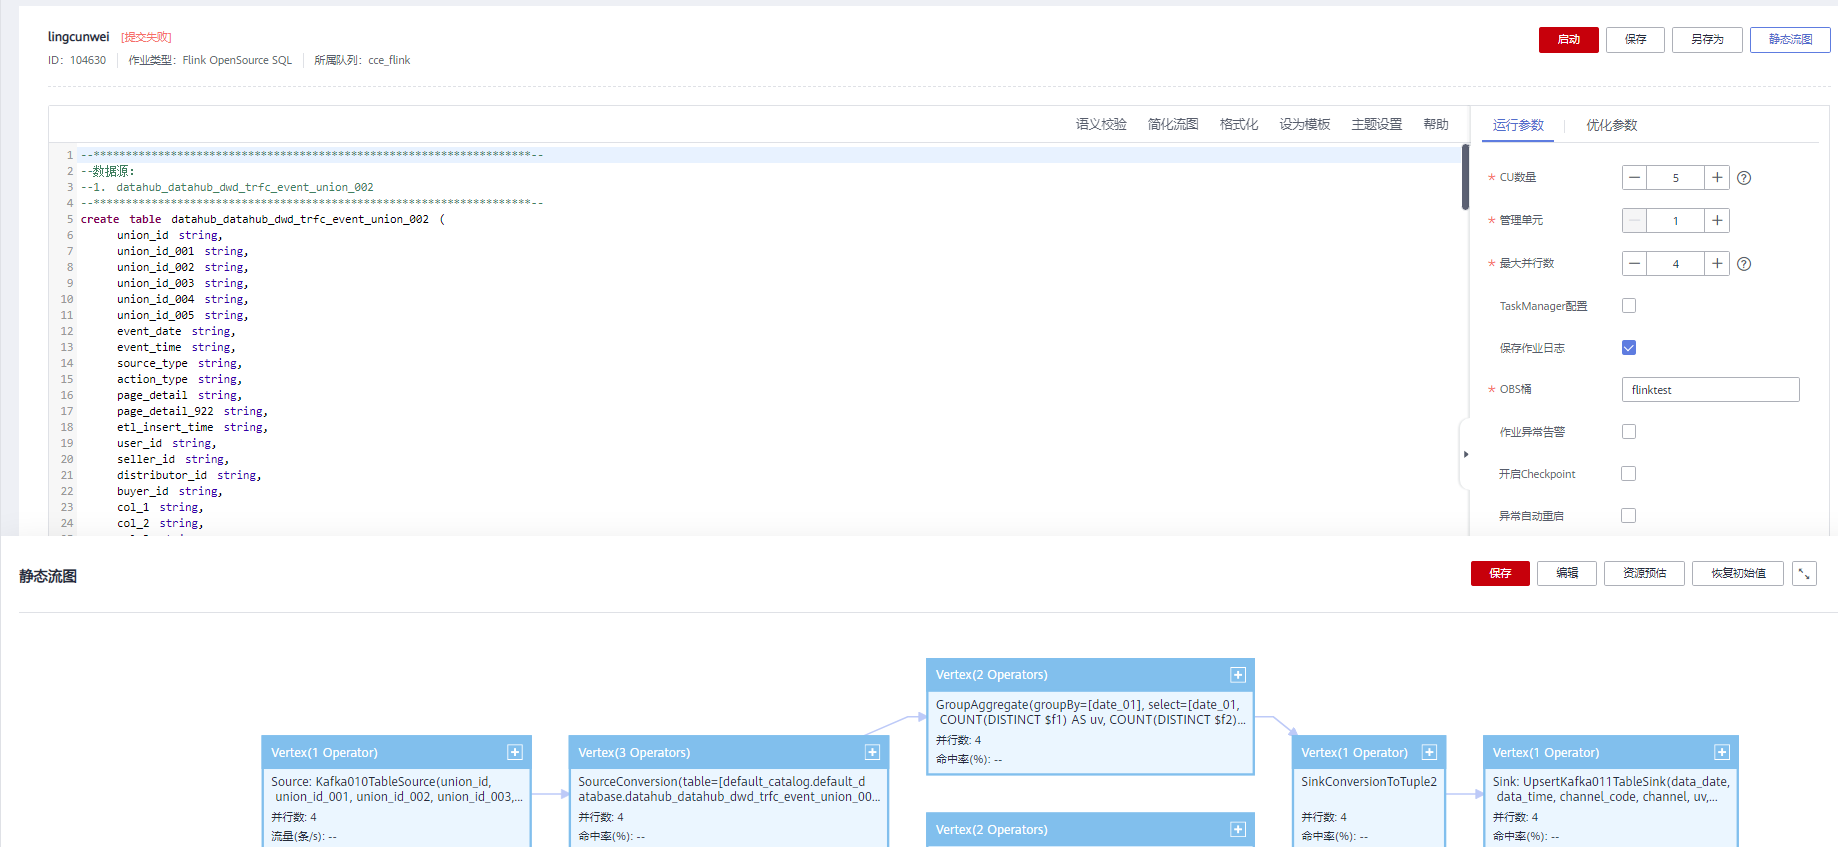 lingcunwei [提交失败]
启动 保存 另存为 静态流图
ID: 104630 作业类型: Flink OpenSource SQL 所属队列: cce_flink
语义校验 简化流图 格式化 设为模板 主题设置 帮助
运行参数 优化参数
1 --********************************************************************--
2 --数据源:
3 --1. datahub_datahub_dwd_trfc_event_union_002
4 --********************************************************************--
5 create table datahub_datahub_dwd_trfc_event_union_002 (
6 union_id string,
7 union_id_001 string,
8 union_id_002 string,
9 union_id_003 string,
10 union_id_004 string,
11 union_id_005 string,
12 event_date string,
13 event_time string,
14 source_type string,
15 action_type string,
16 page_detail string,
17 page_detail_922 string,
18 etl_insert_time string,
19 user_id string,
20 seller_id string,
21 distributor_id string,
22 buyer_id string,
23 col_1 string,
24 col_2 string,
* CU数量 — 5 + ?
* 管理单元 — 1 +
* 最大并行数 — 4 + ?
TaskManager配置
保存作业日志
* OBS桶 flinktest
作业异常告警
开启Checkpoint
异常自动重启
静态流图
保存 编辑 资源预估 恢复初始值
Vertex(1 Operator)
Source: Kafka010TableSource(union_id,
union_id_001, union_id_002, union_id_003,...
并行数: 4
流量(条/s): --
Vertex(3 Operators)
SourceConversion(table=[default_catalog.default_d
atabase.datahub_datahub_dwd_trfc_event_union_00...
并行数: 4
命中率(%): --
Vertex(2 Operators)
GroupAggregate(groupBy=[date_01], select=[date_01,
COUNT(DISTINCT $f1) AS uv, COUNT(DISTINCT $f2)...
并行数: 4
命中率(%): --
Vertex(2 Operators)
Vertex(1 Operator)
SinkConversionToTuple2
并行数: 4
命中率(%): --
Vertex(1 Operator)
Sink: UpsertKafka011TableSink(data_date,
data_time, channel_code, channel, uv,...
并行数: 4
命中率(%): --